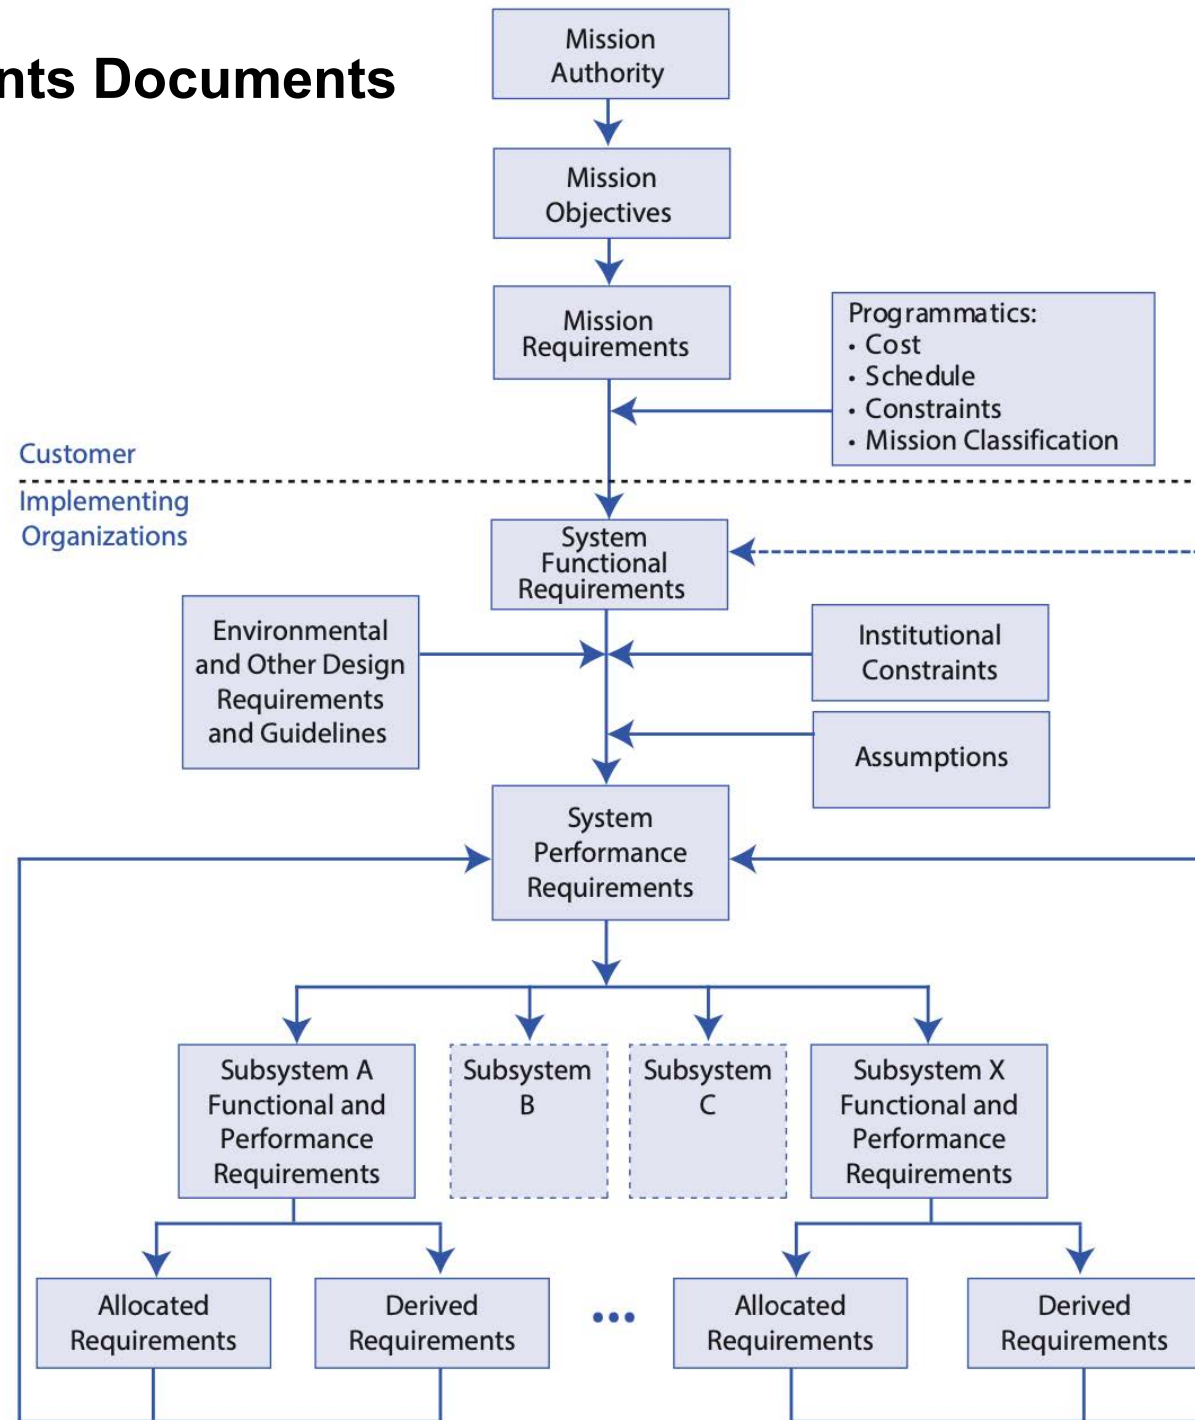 nts Documents
Mission
Authority
Mission
Objectives
Mission
Requirements
Programmatics:
• Cost
• Schedule
• Constraints
• Mission Classification
Customer
Implementing
Organizations
System
Functional
Requirements
Environmental
and Other Design
Requirements
and Guidelines
Institutional
Constraints
Assumptions
System
Performance
Requirements
Subsystem A
Functional and
Performance
Requirements
Subsystem
B
Subsystem
C
Subsystem X
Functional and
Performance
Requirements
Allocated
Requirements
Derived
Requirements
•••
Allocated
Requirements
Derived
Requirements